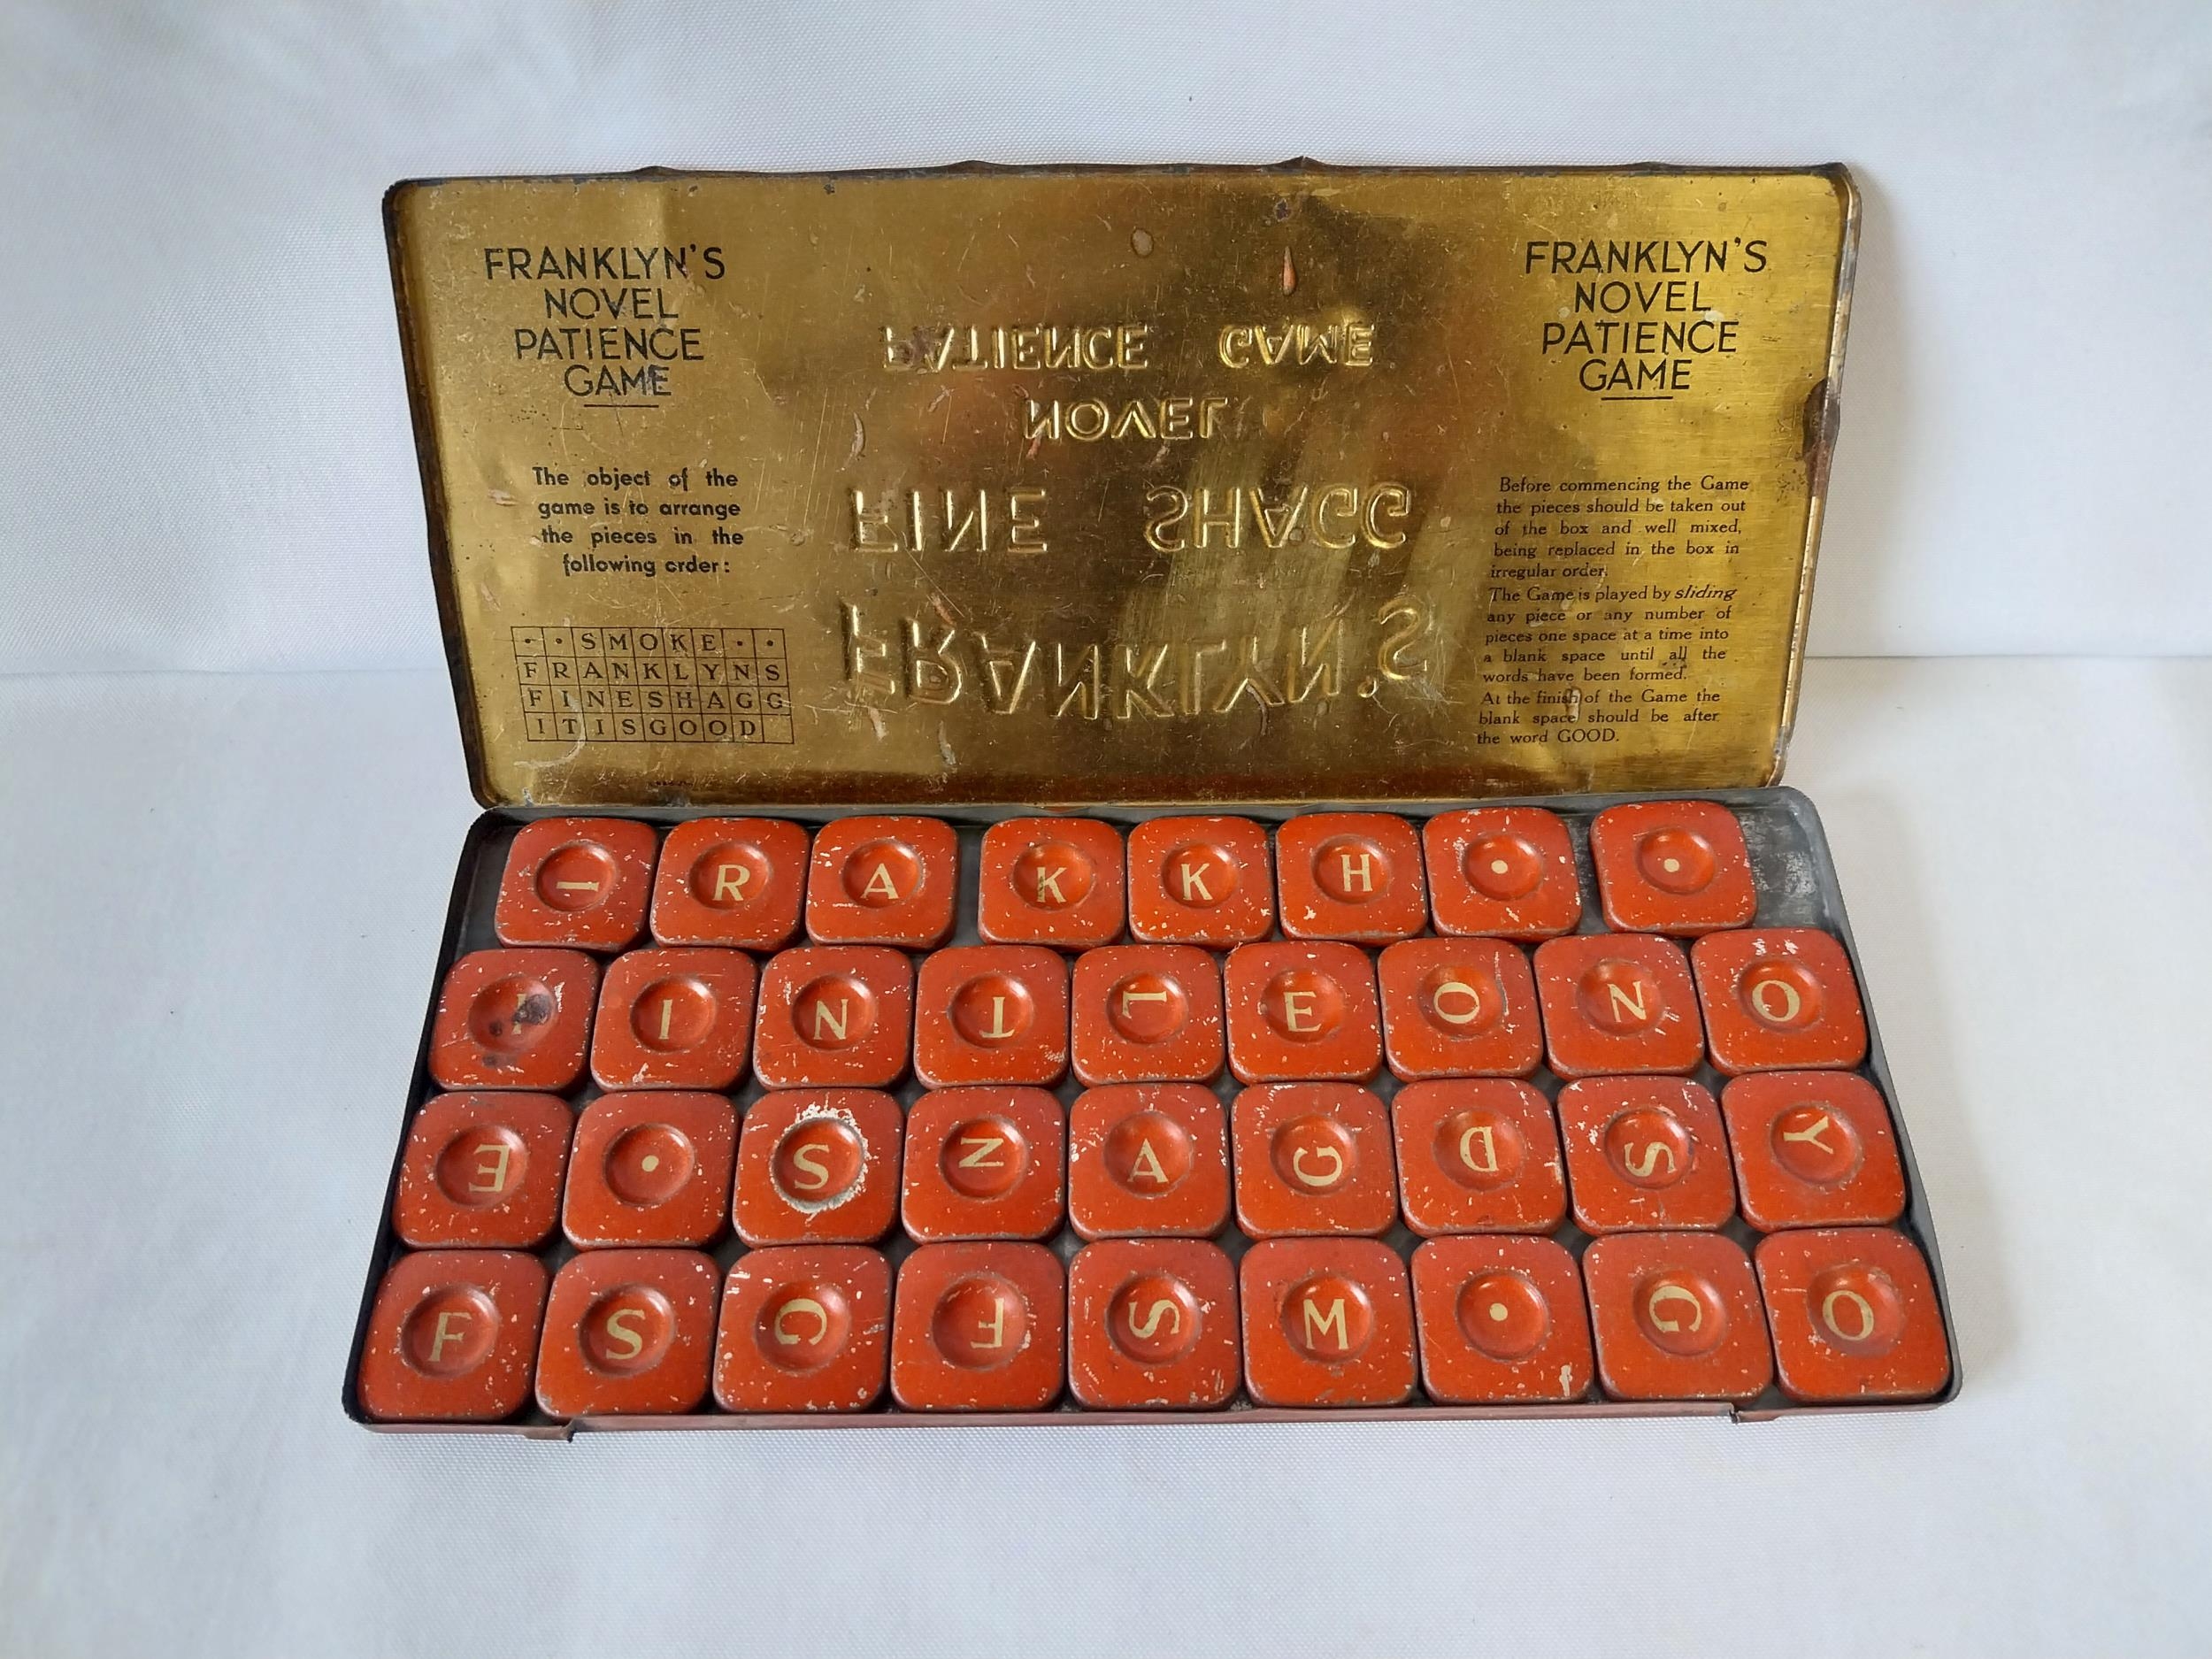 FRANKLYN'S
NOVEL
PATIENCE
GAME
The object of the
game is to arrange
the pieces in the
following order:
· · S M O K E · ·
F R A N K L Y N S
F I N E S H A G G
I T I S G O O D
PATIENCE GAME
NOVEL
FINE SHAGG
FRANKLYN'S
FRANKLYN'S
NOVEL
PATIENCE
GAME
Before commencing the Game
the pieces should be taken out
of the box and well mixed,
being replaced in the box in
irregular order.
The Game is played by sliding
any piece or any number of
pieces one space at a time into
a blank space until all the
words have been formed.
At the finish of the Game the
blank space should be after
the word GOOD.
I R A K K H · ·
I N T L E O N O
E · S N A G D S Y
F S G F S M · G O